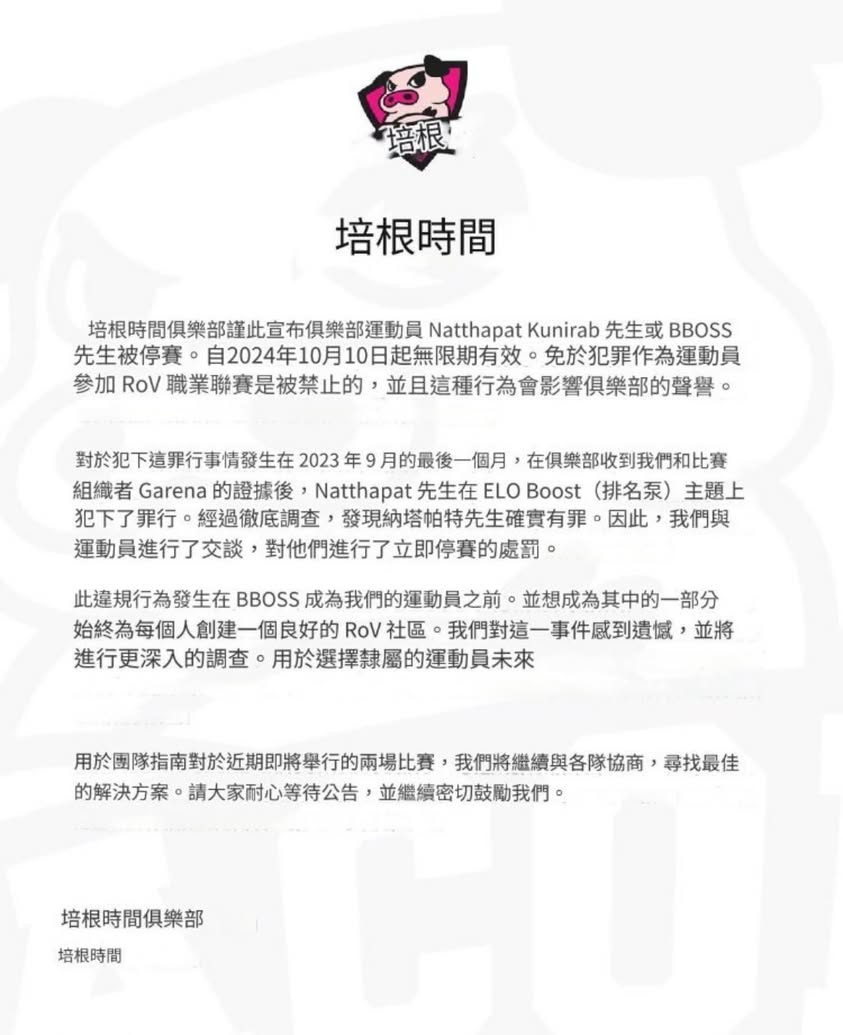 培根
培根時間
培根時間俱樂部謹此宣布俱樂部運動員 Natthapat Kunirab 先生或 BBOSS
先生被停賽。自2024年10月10日起無限期有效。免於犯罪作為運動員
參加 RoV 職業聯賽是被禁止的，並且這種行為會影響俱樂部的聲譽。
對於犯下這罪行事情發生在 2023 年 9 月的最後一個月，在俱樂部收到我們和比賽
組織者 Garena 的證據後，Natthapat 先生在 ELO Boost（排名泵）主題上
犯下了罪行。經過徹底調查，發現納塔帕特先生確實有罪。因此，我們與
運動員進行了交談，對他們進行了立即停賽的處罰。
此違規行為發生在 BBOSS 成為我們的運動員之前。並想成為其中的一部分
始終為每個人創建一個良好的 RoV 社區。我們對這一事件感到遺憾，並將
進行更深入的調查。用於選擇隸屬的運動員未來
用於團隊指南對於近期即將舉行的兩場比賽，我們將繼續與各隊協商，尋找最佳
的解決方案。請大家耐心等待公告，並繼續密切鼓勵我們。
培根時間俱樂部
培根時間